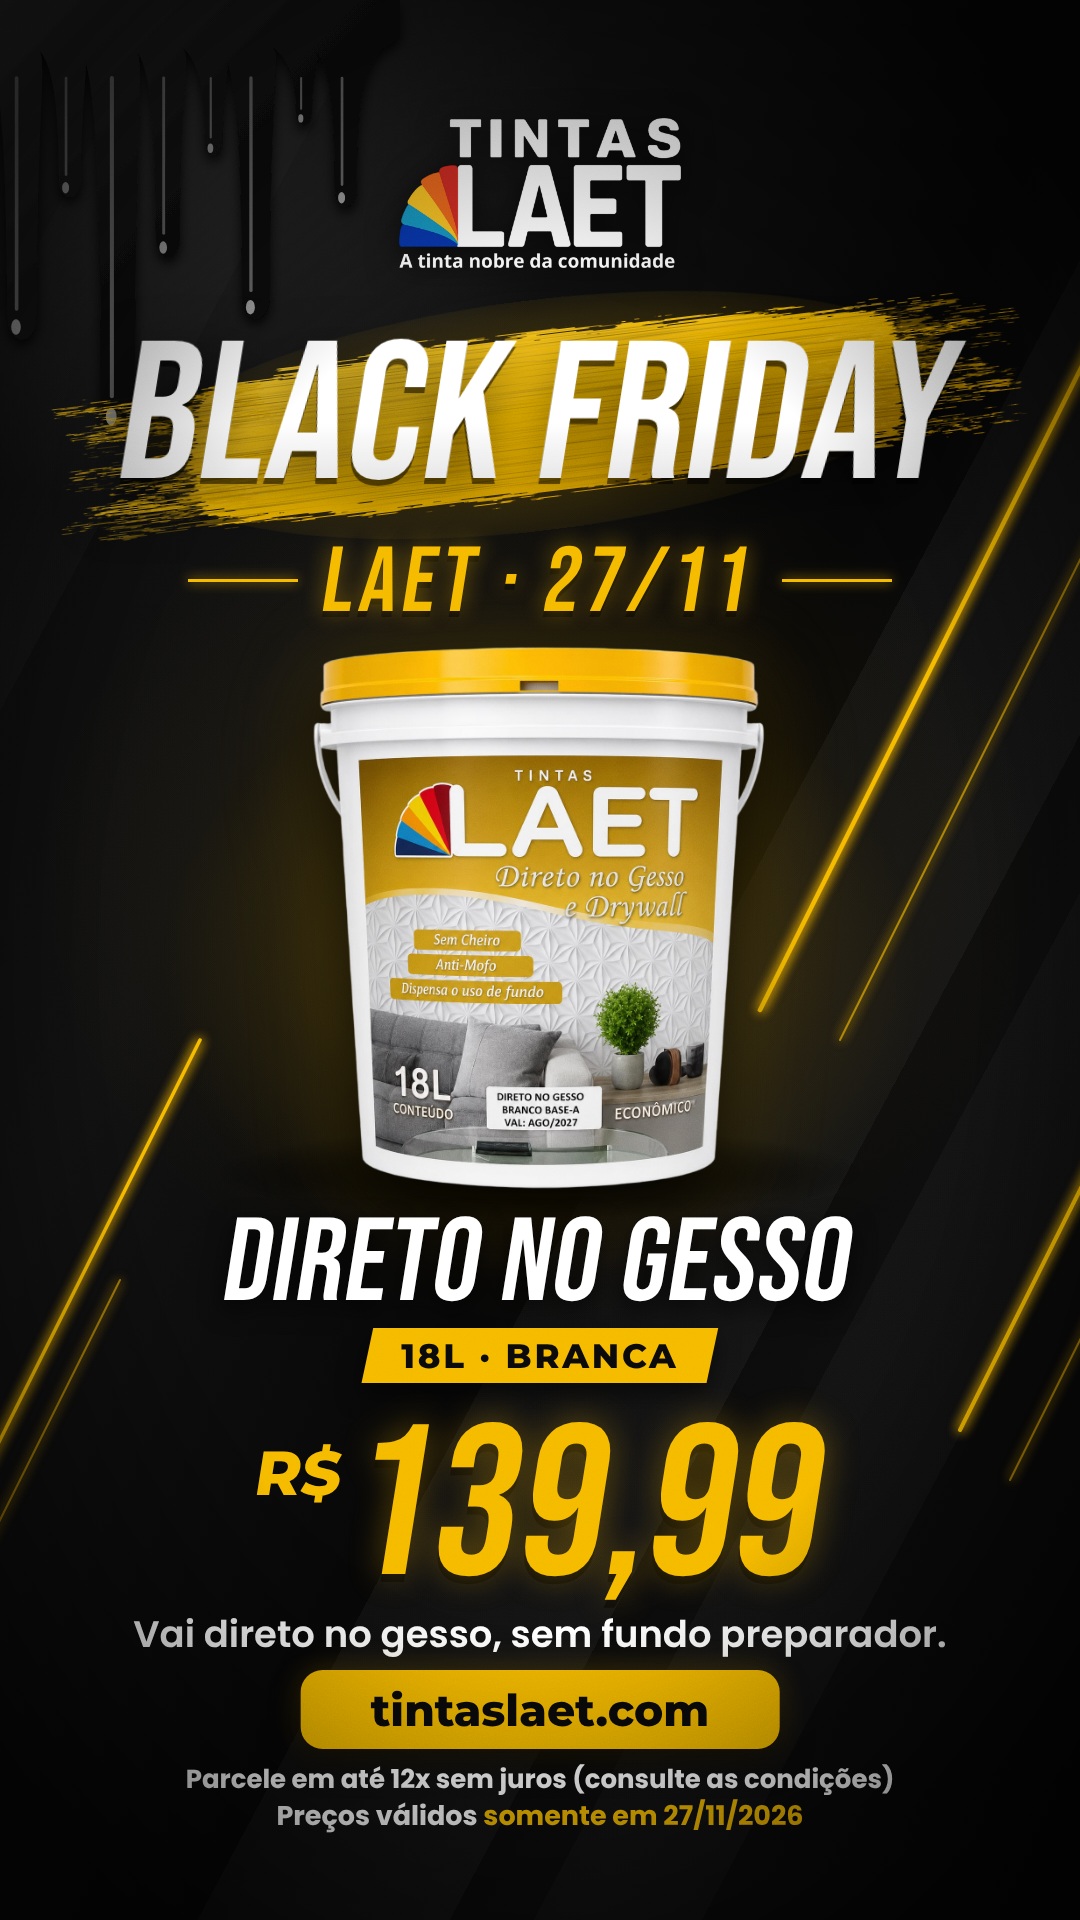 TINTAS
LAET
A tinta nobre da comunidade
BLACK FRIDAY
LAET · 27/11
TINTAS
LAET
Direto no Gesso
e Drywall
Sem Cheiro
Anti-Mofo
Dispensa o uso de fundo
18L
CONTEÚDO
DIRETO NO GESSO
BRANCO BASE-A
VAL: AGO/2027
ECONÔMICO
DIRETO NO GESSO
18L • BRANCA
R$ 139,99
Vai direto no gesso, sem fundo preparador.
tintaslaet.com
Parcele em até 12x sem juros (consulte as condições)
Preços válidos somente em 27/11/2026